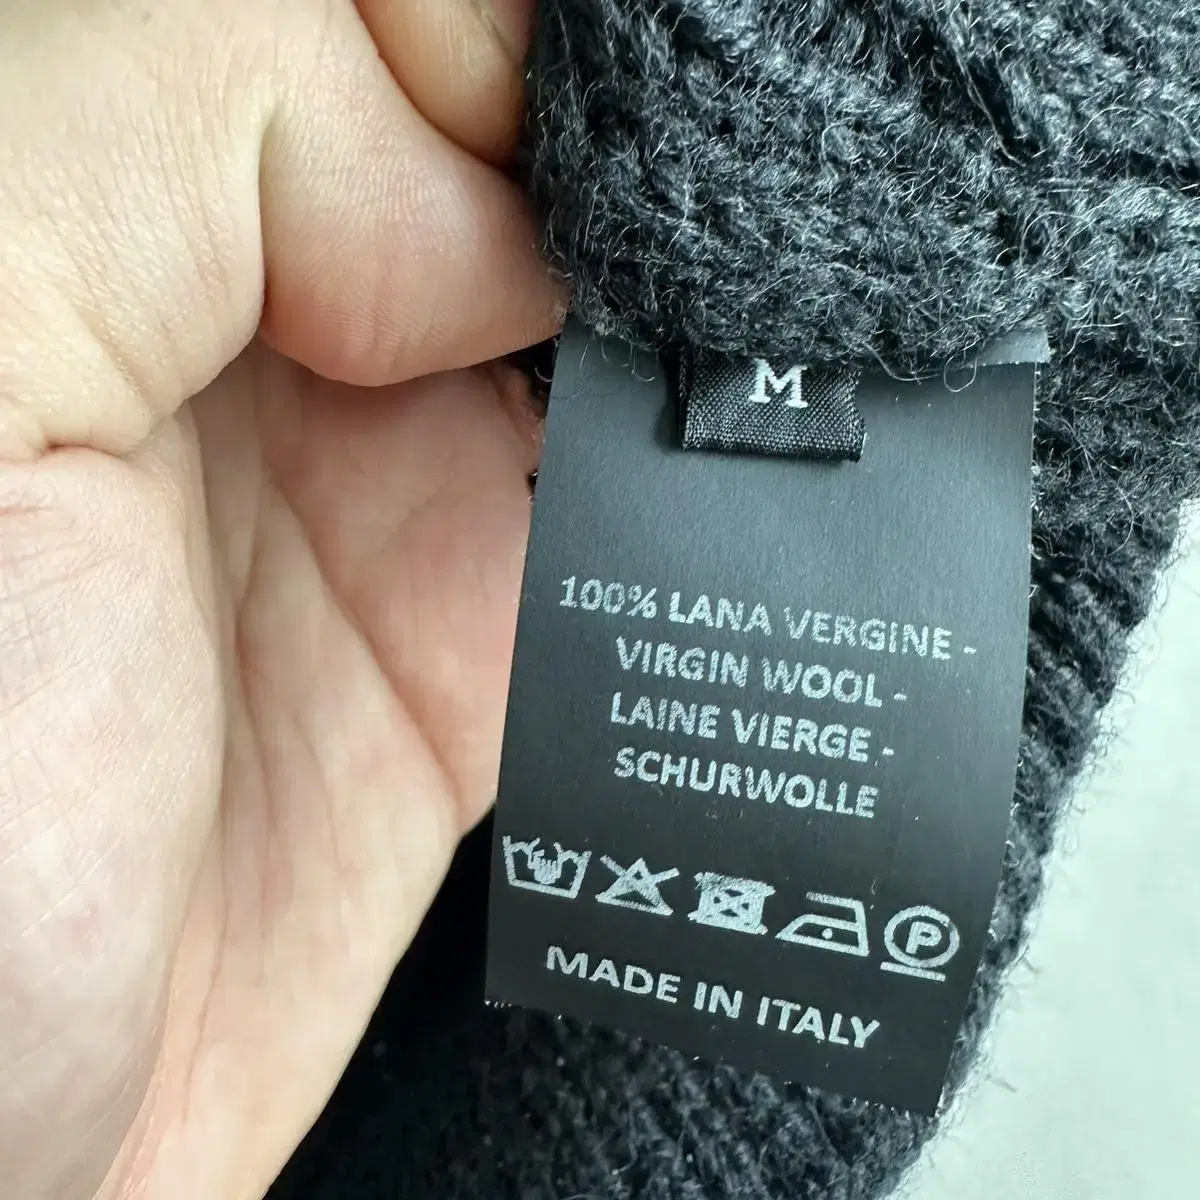 M
100% LANA VERGINE -
VIRGIN WOOL -
LAINE VIERGE -
SCHURWOLLE
P
MADE IN ITALY